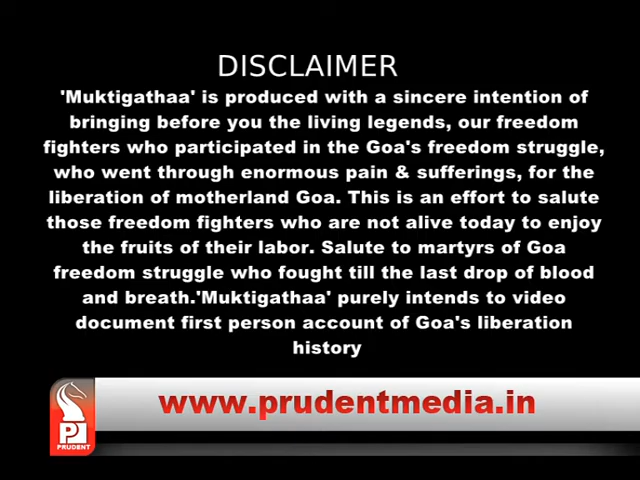 DISCLAIMER
'Muktigathaa' is produced with a sincere intention of
bringing before you the living legends, our freedom
fighters who participated in the Goa's freedom struggle,
who went through enormous pain & sufferings, for the
liberation of motherland Goa. This is an effort to salute
those freedom fighters who are not alive today to enjoy
the fruits of their labor. Salute to martyrs of Goa
freedom struggle who fought till the last drop of blood
and breath.'Muktigathaa' purely intends to video
document first person account of Goa's liberation
history
www.prudentmedia.in
P
PRUDENT